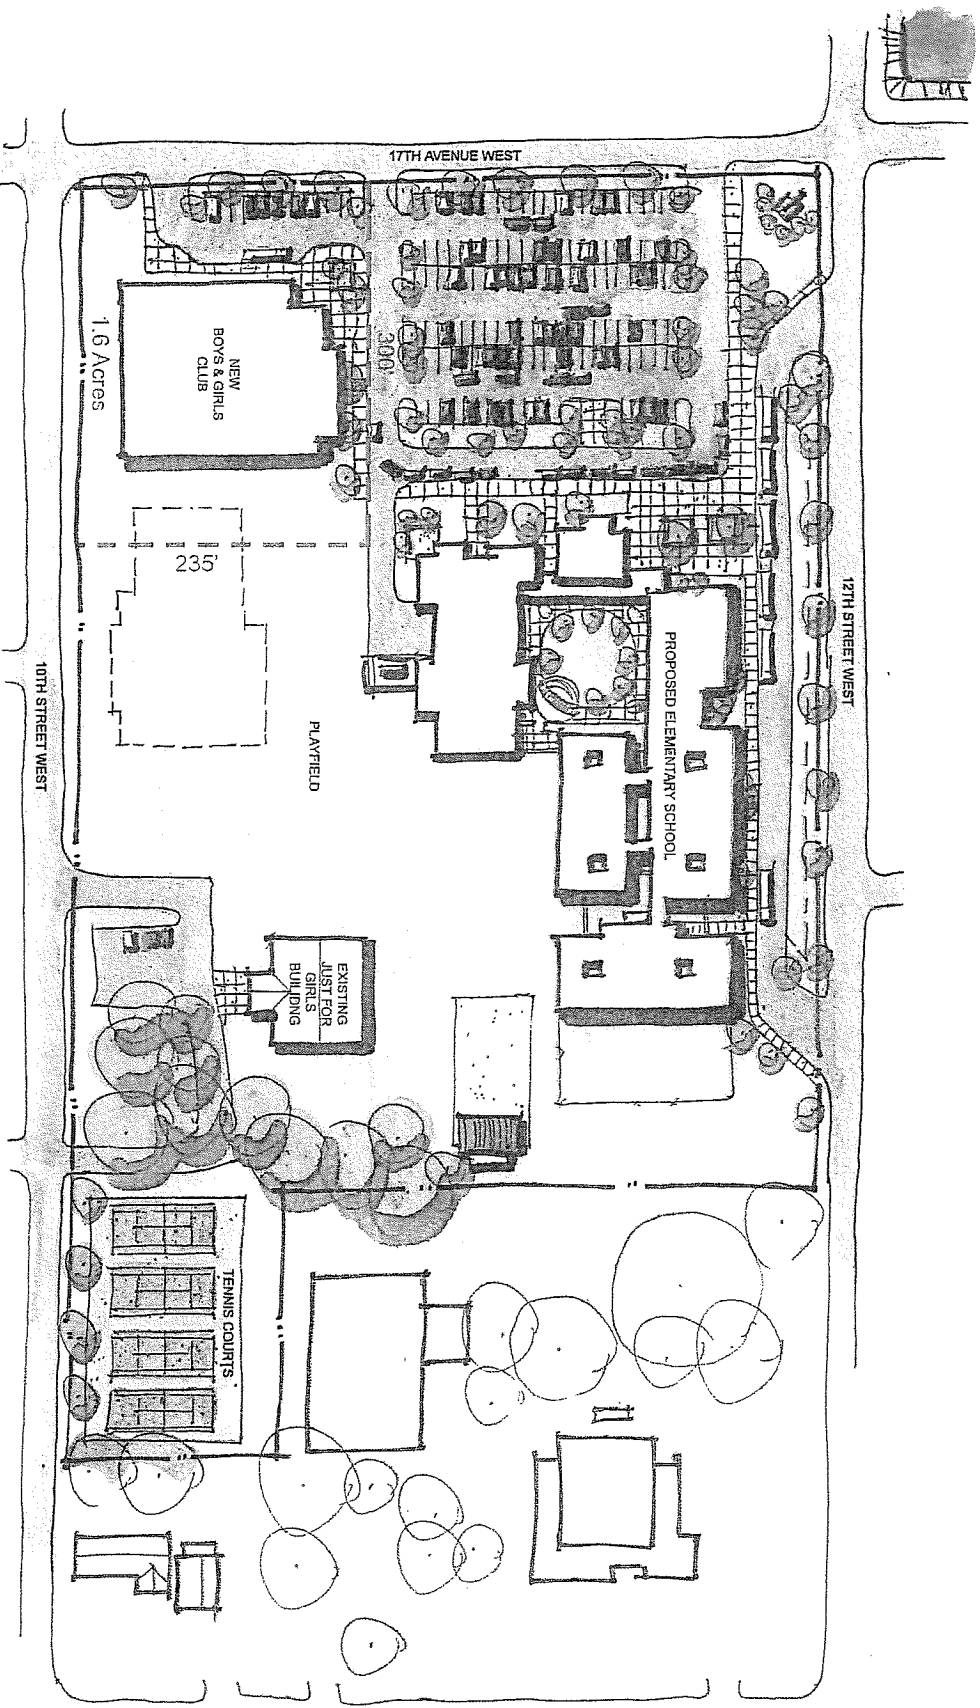 17TH AVENUE WEST
NEW
BOYS & GIRLS
CLUB
1.6 Acres
300'
235'
12TH STREET WEST
PROPOSED ELEMENTARY SCHOOL
PLAYFIELD
10TH STREET WEST
EXISTING
JUST FOR
GIRLS
BUILIDNG
TENNIS COURTS